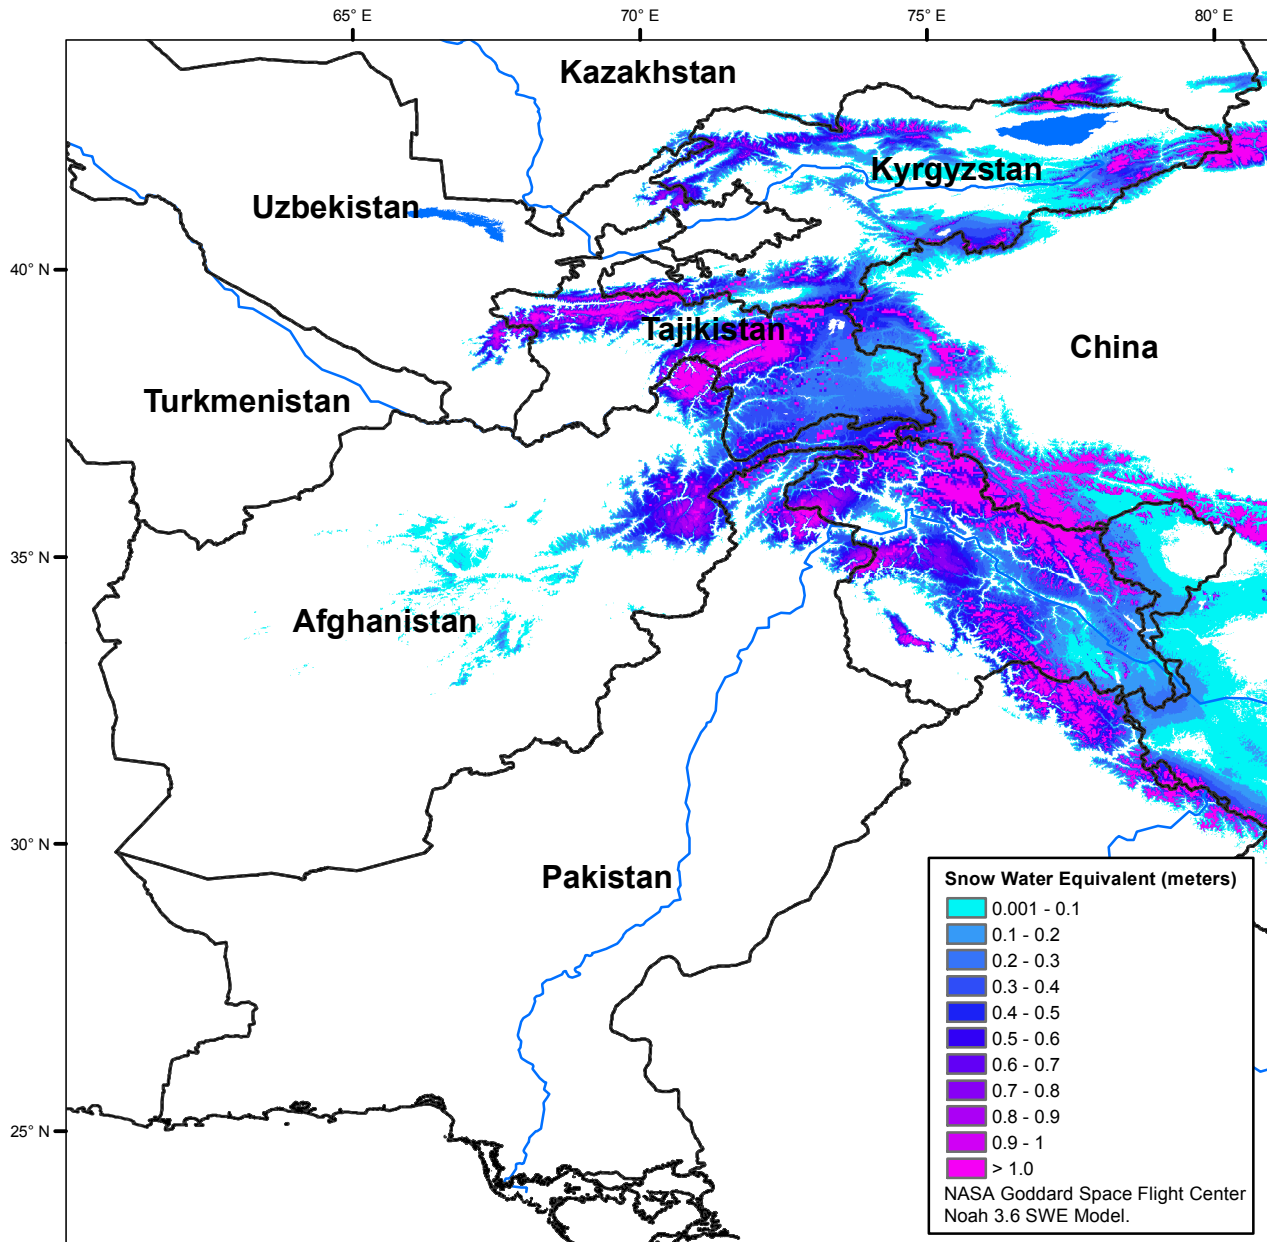 65° E
70° E
75° E
80° E
Kazakhstan
Kyrgyzstan
Uzbekistan
40° N
Tajikistan
China
Turkmenistan
35° N
Afghanistan
30° N
Pakistan
25° N
Snow Water Equivalent (meters)
0.001 - 0.1
0.1 - 0.2
0.2 - 0.3
0.3 - 0.4
0.4 - 0.5
0.5 - 0.6
0.6 - 0.7
0.7 - 0.8
0.8 - 0.9
0.9 - 1
> 1.0
NASA Goddard Space Flight Center
Noah 3.6 SWE Model.